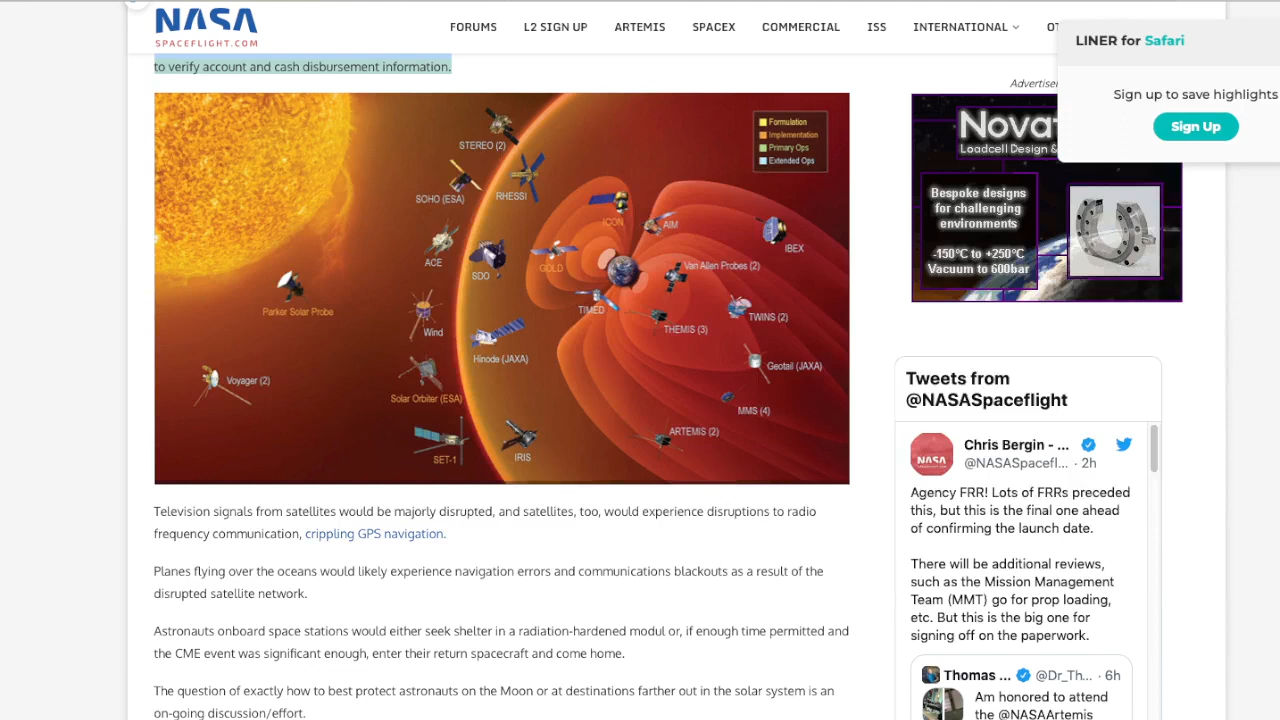 NASA
SPACEFLIGHT.COM
FORUMS
L2 SIGN UP
ARTEMIS
SPACEX
COMMERCIAL
ISS
INTERNATIONAL
LINER for Safari
Sign up to save highlights
Sign Up
to verify account and cash disbursement information.
Formulation
Implementation
Primary Ops
Extended Ops
STEREO (2)
SOHO (ESA)
RHESSI
ICON
AIM
IBEX
ACE
SDO
GOLD
Van Allen Probes (2)
Parker Solar Probe
TIMED
TWINS (2)
Wind
THEMIS (3)
Hinode (JAXA)
Geotail (JAXA)
Voyager (2)
Solar Orbiter (ESA)
MMS (4)
ARTEMIS (2)
SET-1
IRIS
Television signals from satellites would be majorly disrupted, and satellites, too, would experience disruptions to radio
frequency communication, crippling GPS navigation.
Planes flying over the oceans would likely experience navigation errors and communications blackouts as a result of the
disrupted satellite network.
Astronauts onboard space stations would either seek shelter in a radiation-hardened modul or, if enough time permitted and
the CME event was significant enough, enter their return spacecraft and come home.
The question of exactly how to best protect astronauts on the Moon or at destinations farther out in the solar system is an
on-going discussion/effort.
Loadcell Design &
Bespoke designs
for challenging
environments
-150°C to +250°C
Vacuum to 600bar
Tweets from
@NASASpaceflight
Chris Bergin - ...
@NASASpacefl... · 2h
Agency FRR! Lots of FRRs preceded
this, but this is the final one ahead
of confirming the launch date.
There will be additional reviews,
such as the Mission Management
Team (MMT) go for prop loading,
etc. But this is the big one for
signing off on the paperwork.
Thomas ... @Dr_Th... · 6h
Am honored to attend
the @NASAArtemis